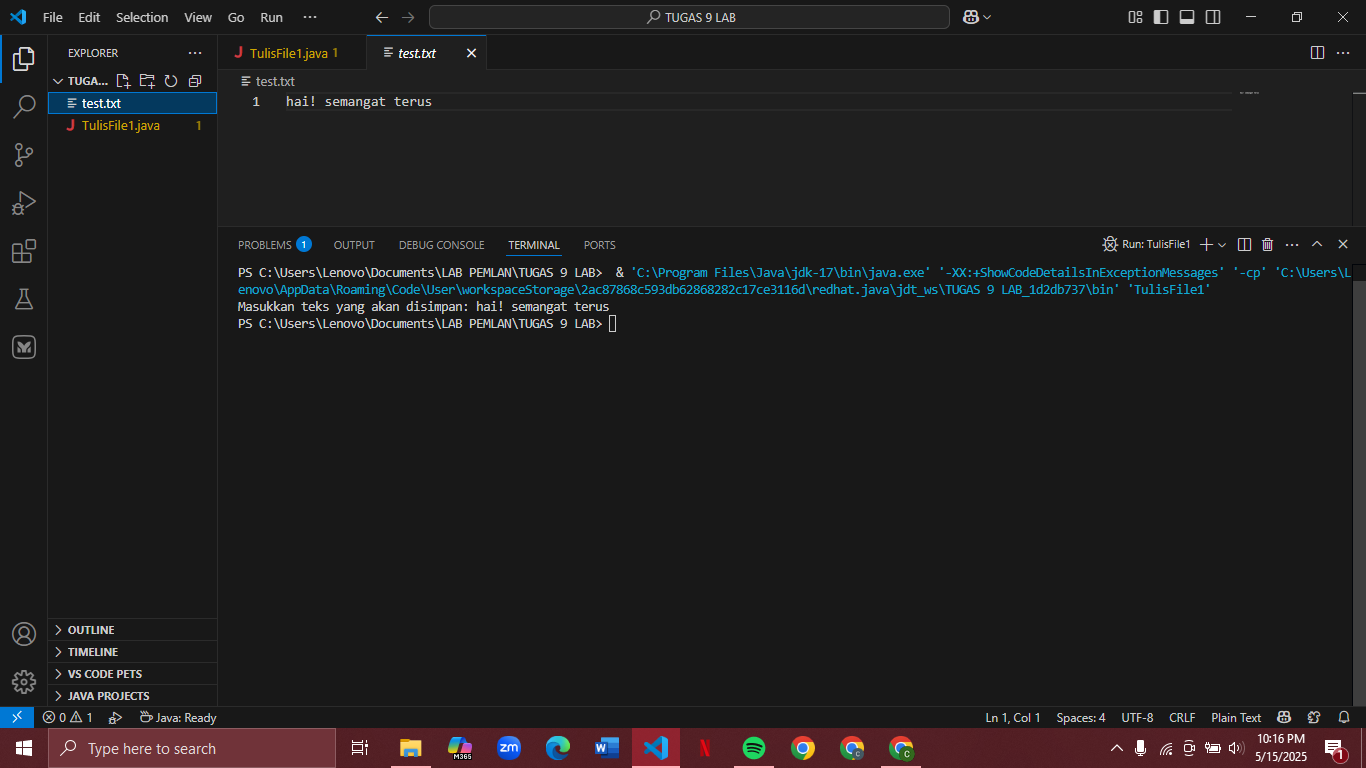 File Edit Selection View Go Run ··· TUGAS 9 LAB
EXPLORER ···
TUGA...
test.txt
TulisFile1.java 1
OUTLINE
TIMELINE
VS CODE PETS
JAVA PROJECTS
TulisFile1.java 1 test.txt
test.txt
1 hai! semangat terus
PROBLEMS 1 OUTPUT DEBUG CONSOLE TERMINAL PORTS Run: TulisFile1
PS C:\Users\Lenovo\Documents\LAB PEMLAN\TUGAS 9 LAB> & 'C:\Program Files\Java\jdk-17\bin\java.exe' '-XX:+ShowCodeDetailsInExceptionMessages' '-cp' 'C:\Users\L
enovo\AppData\Roaming\Code\User\workspaceStorage\2ac87868c593db62868282c17ce3116d\redhat.java\jdt_ws\TUGAS 9 LAB_1d2db737\bin' 'TulisFile1'
Masukkan teks yang akan disimpan: hai! semangat terus
PS C:\Users\Lenovo\Documents\LAB PEMLAN\TUGAS 9 LAB>
0 1 Java: Ready Ln 1, Col 1 Spaces: 4 UTF-8 CRLF Plain Text
Type here to search
M365
zm
10:16 PM
5/15/2025
1